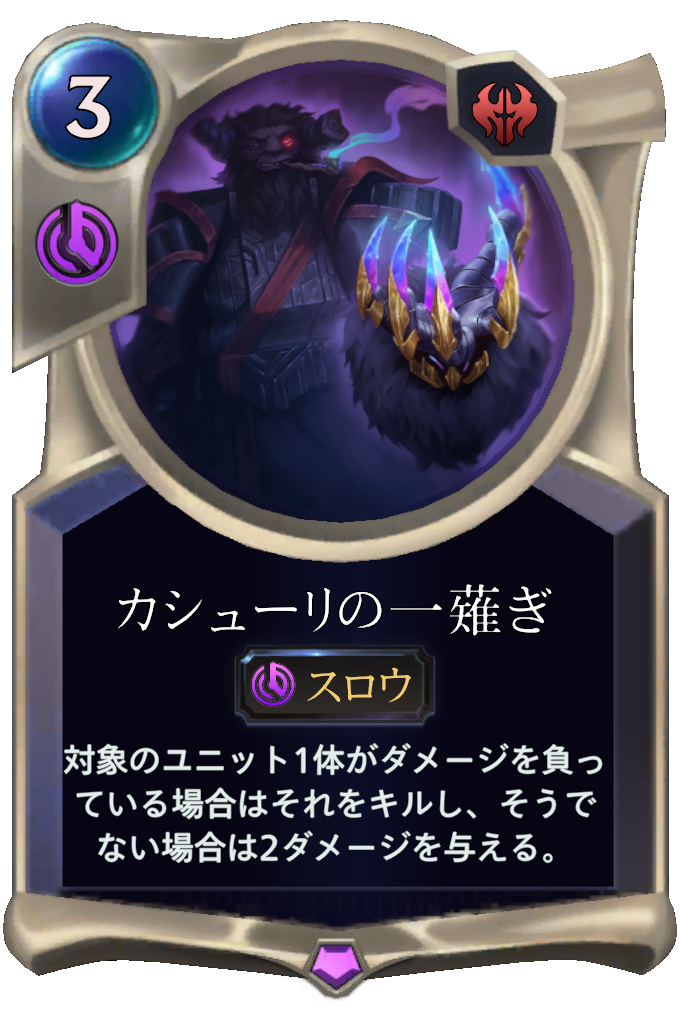 3
カシューリの一薙ぎ
スロウ
対象のユニット1体がダメージを負っ
ている場合はそれをキルし、そうで
ない場合は2ダメージを与える。